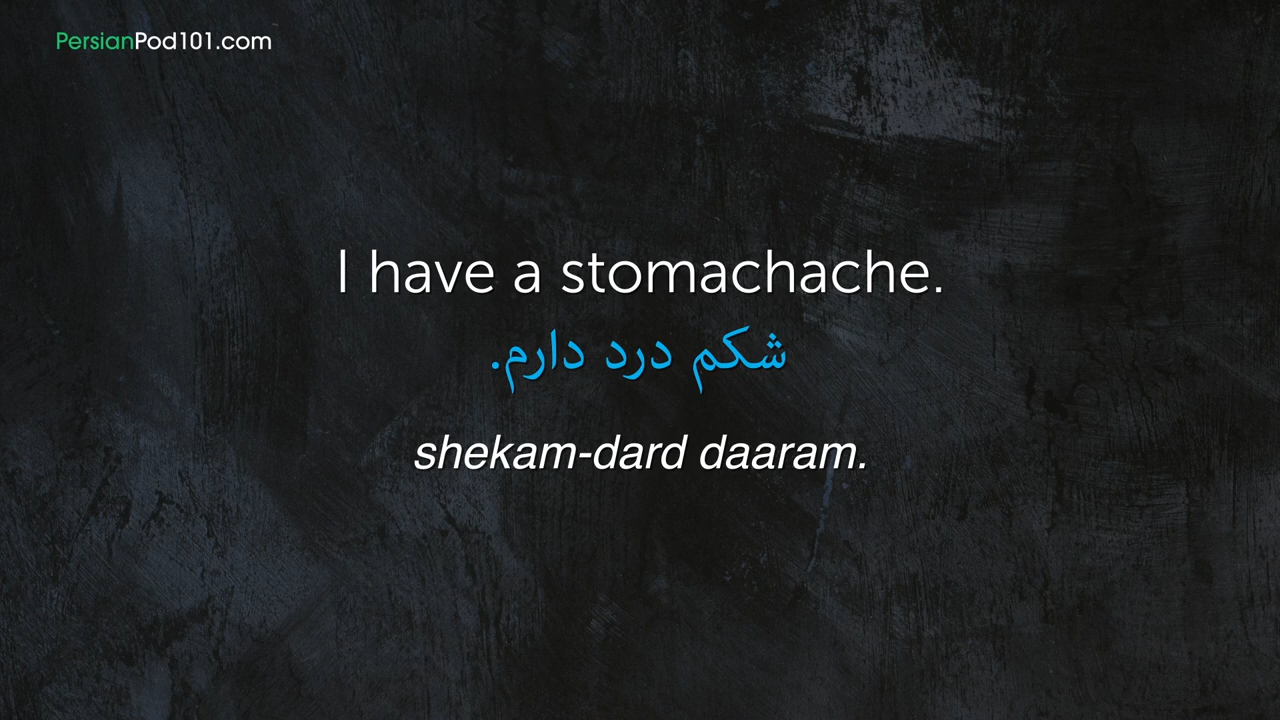 PersianPod101.com
I have a stomachache.
شکم درد دارم.
shekam-dard daaram.